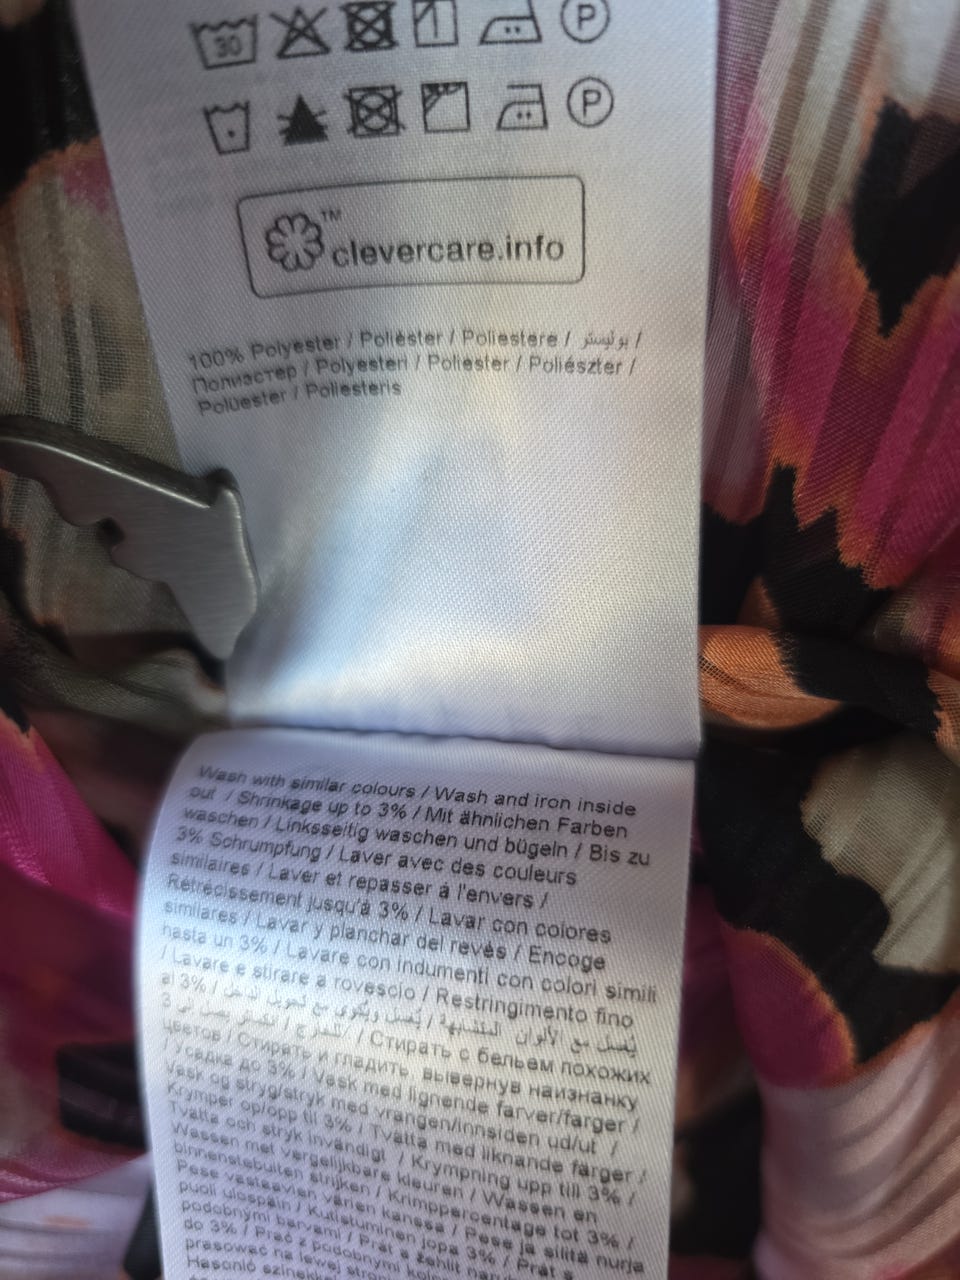 30 P
P
™
clevercare.info
100% Polyester / Poliéster / Poliestere / بوليستر /
Полиэстер / Polyesteri / Poliester / Poliészter /
Polüester / Poliesteris
Wash with similar colours / Wash and iron inside
out / Shrinkage up to 3% / Mit ähnlichen Farben
waschen / Linksseitig waschen und bügeln / Bis zu
3% Schrumpfung / Laver avec des couleurs
similaires / Laver et repasser à l'envers /
Rétrécissement jusqu'à 3% / Lavar con colores
similares / Lavar y planchar del revés / Encoge
hasta un 3% / Lavare con indumenti con colori simili
/ Lavare e stirare a rovescio / Restringimento fino
al 3% /
يُغسل مع الألوان المتشابهة / / Стирать с бельем похожих
цветов / Стирать и гладить, вывернув наизнанку
/ Усадка до 3% / Vask med lignende farver/farger /
Vask og stryg/stryk med vrangen/innsiden ud/ut /
Krymper op/opp til 3% / Tvätta med liknande färger /
Tvätta och stryk invändigt / Krympning upp till 3% /
Wassen met vergelijkbare kleuren / Wassen en
binnenstebuiten strijken / Krimppercentage tot 3% /
Pese vastaavien värien kanssa / Pese ja silitä nurja
puoli ulospäin / Kutistuminen jopa 3% / Prát s
podobnými barvami / Prát a žehlit
do 3% / Prać z podobnymi
prasować na lewej
Hasonló